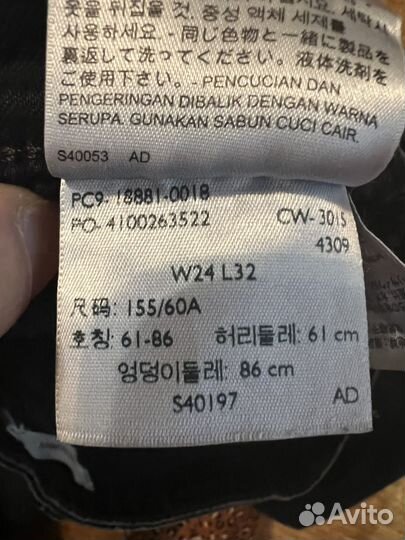 옷을 뒤집을 것. 중성 액체 세제를
사용하세요. - 同じ色物と一緒に製品を
裏返して洗ってください。液体洗剤を
ご使用下さい。- PENCUCIAN DAN
PENGERINGAN DIBALIK DENGAN WARNA
SERUPA. GUNAKAN SABUN CUCI CAIR.
S40053 AD
PC9- 18881-0018
PO- 4100263522 CW- 3015
4309
W24 L32
尺码: 155/60A
호칭: 61-86 허리둘레: 61 cm
엉덩이둘레: 86 cm
S40197 AD
Avito